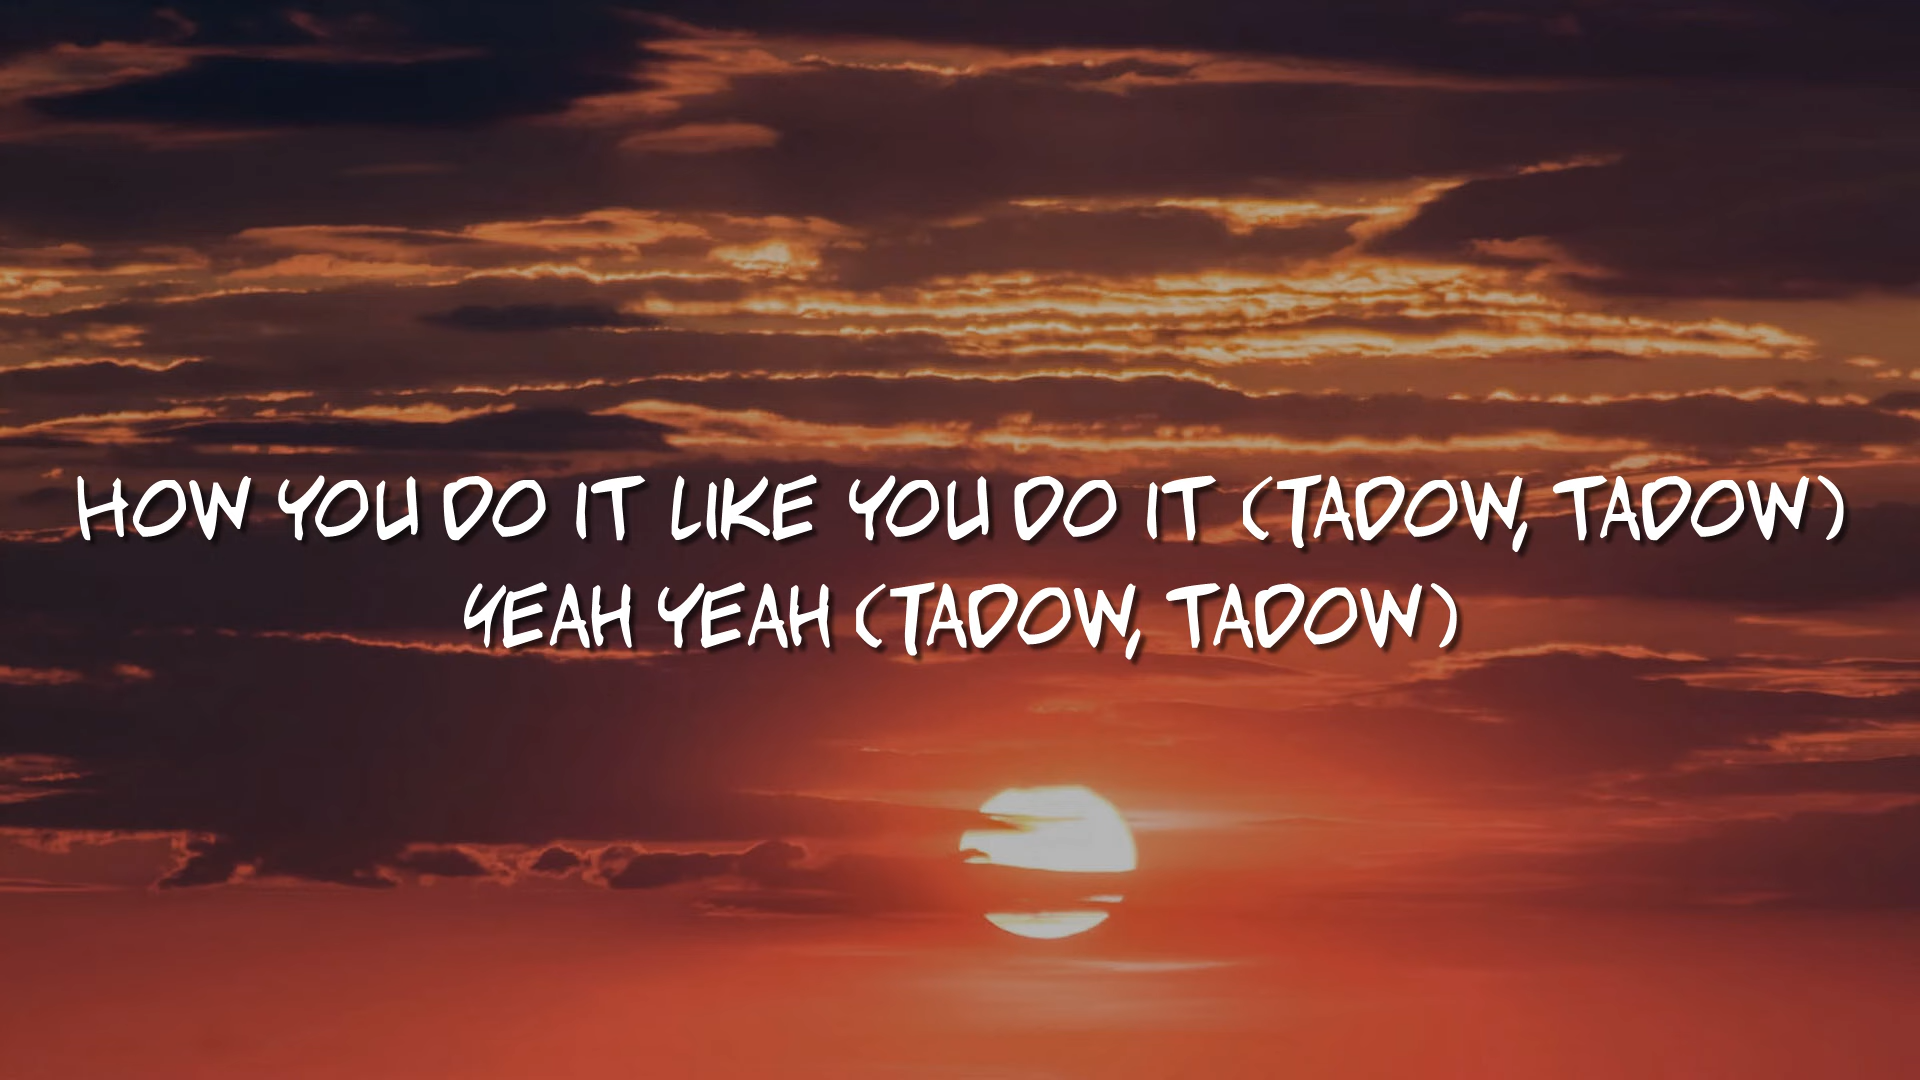 HOW YOU DO IT LIKE YOU DO IT (TADOW, TADOW)
YEAH YEAH (TADOW, TADOW)